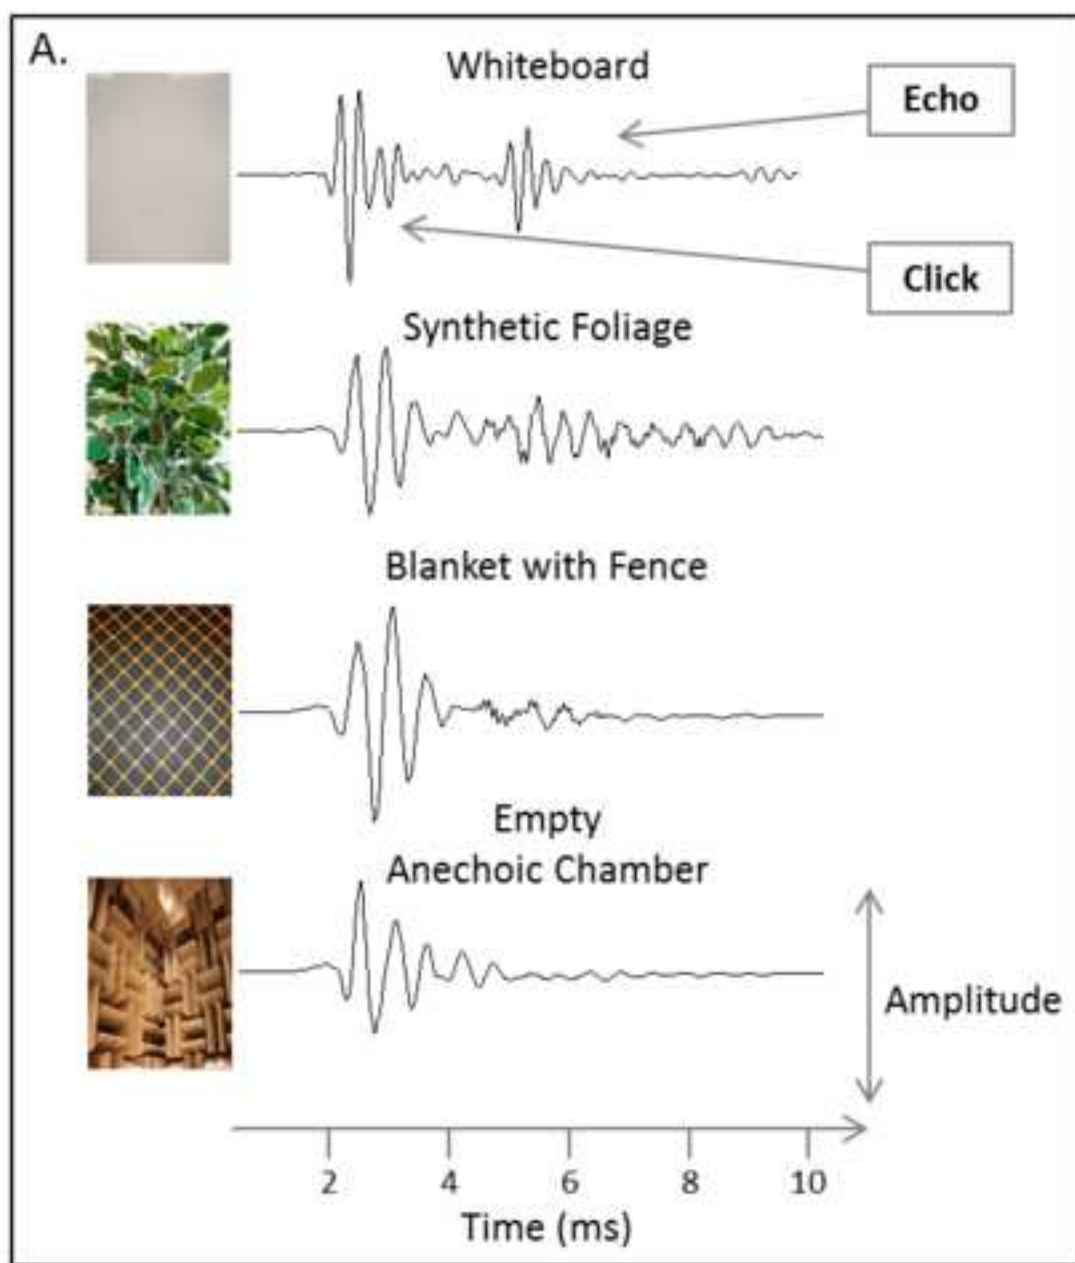 A.
Whiteboard
Echo
Click
Synthetic Foliage
Blanket with Fence
Empty
Anechoic Chamber
Amplitude
2 4 6 8 10
Time (ms)